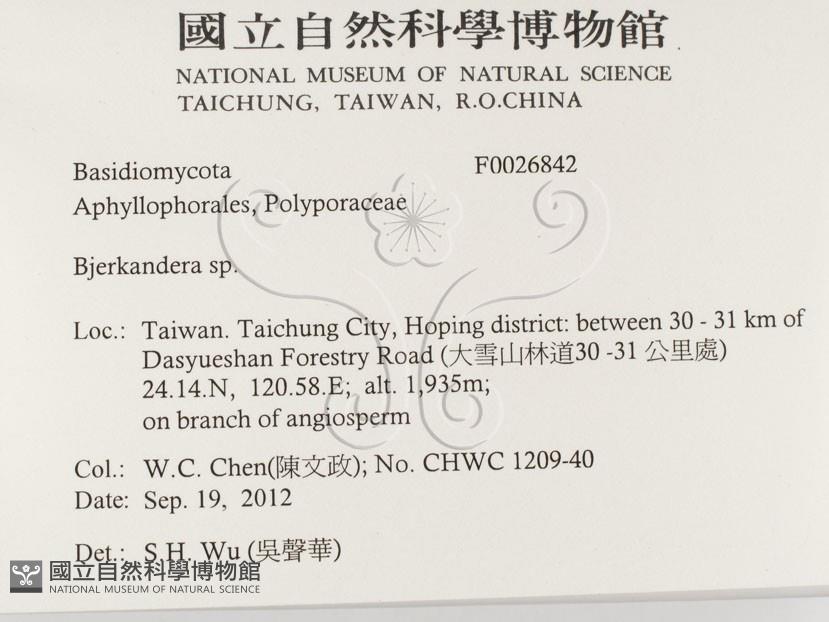 國立自然科學博物館
NATIONAL MUSEUM OF NATURAL SCIENCE
TAICHUNG, TAIWAN, R.O.CHINA
Basidiomycota F0026842
Aphyllophorales, Polyporaceae
Bjerkandera sp.
Loc.: Taiwan. Taichung City, Hoping district: between 30 - 31 km of
Dasyueshan Forestry Road (大雪山林道30 -31 公里處)
24.14.N, 120.58.E; alt. 1,935m;
on branch of angiosperm
Col.: W.C. Chen(陳文政); No. CHWC 1209-40
Date: Sep. 19, 2012
Det.: S.H. Wu (吳聲華)
國立自然科學博物館
NATIONAL MUSEUM OF NATURAL SCIENCE